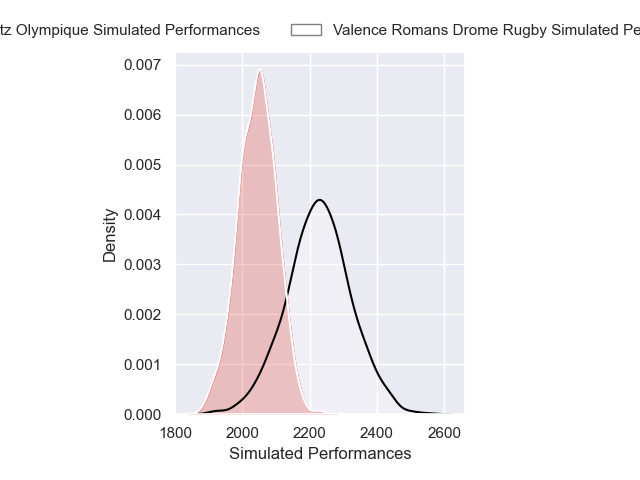 tz Olympique Simulated Performances Valence Romans Drome Rugby Simulated Pe
0.007
0.006
0.005
0.004
0.003
0.002
0.001
0.000
Density
1800 2000 2200 2400 2600
Simulated Performances